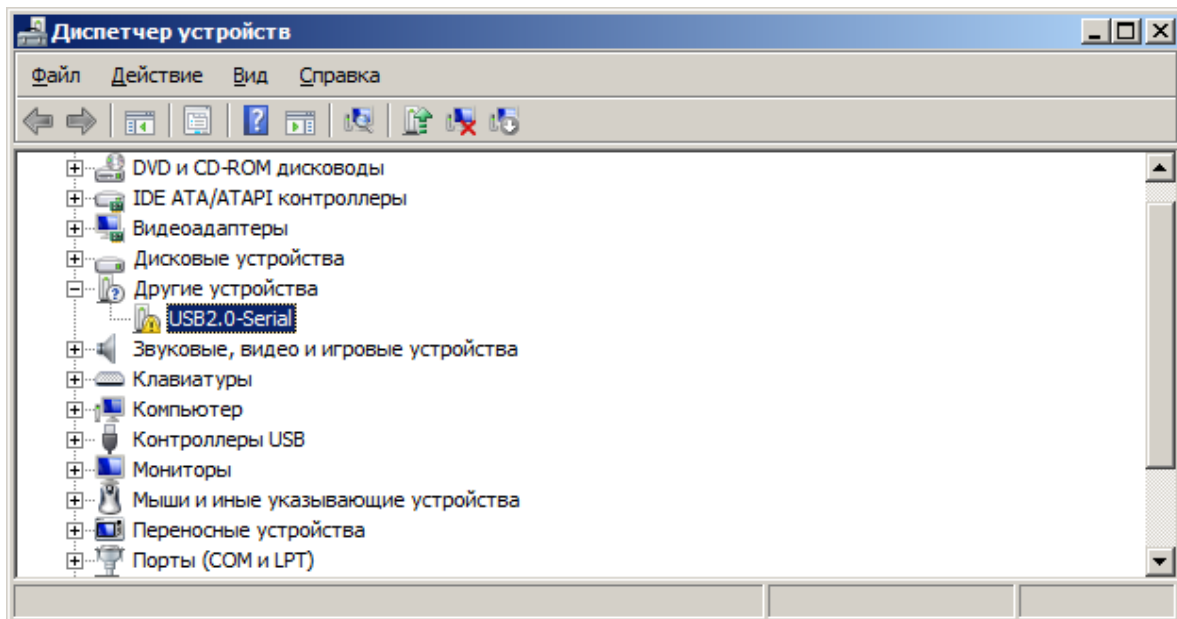 Диспетчер устройств
Файл Действие Вид Справка
DVD и CD-ROM дисководы
IDE ATA/ATAPI контроллеры
Видеоадаптеры
Дисковые устройства
Другие устройства
USB2.0-Serial
Звуковые, видео и игровые устройства
Клавиатуры
Компьютер
Контроллеры USB
Мониторы
Мыши и иные указывающие устройства
Переносные устройства
Порты (COM и LPT)